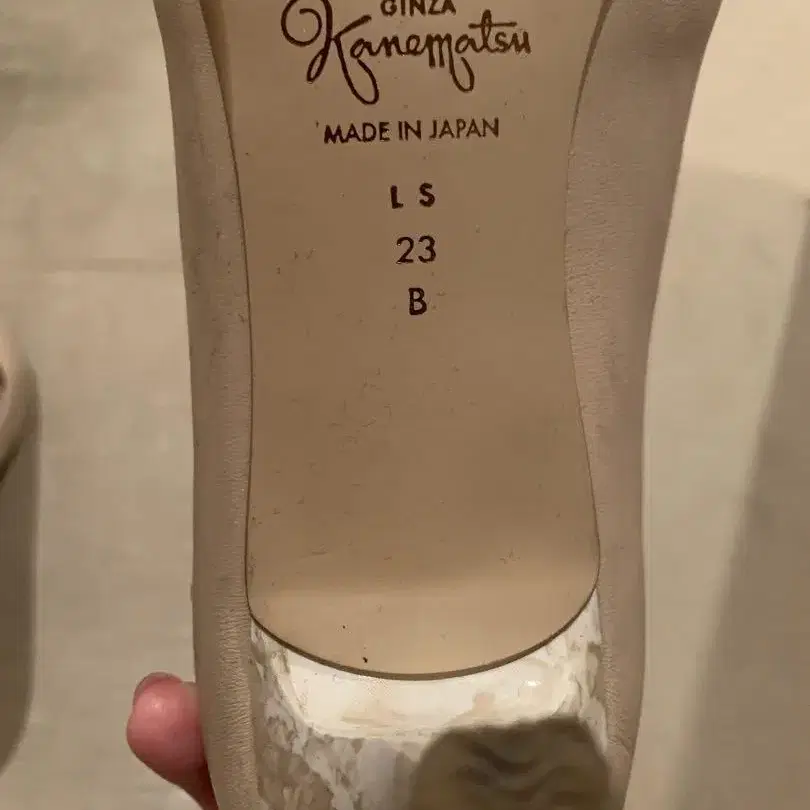 GINZA
Kanematsu
MADE IN JAPAN
L S
23
B